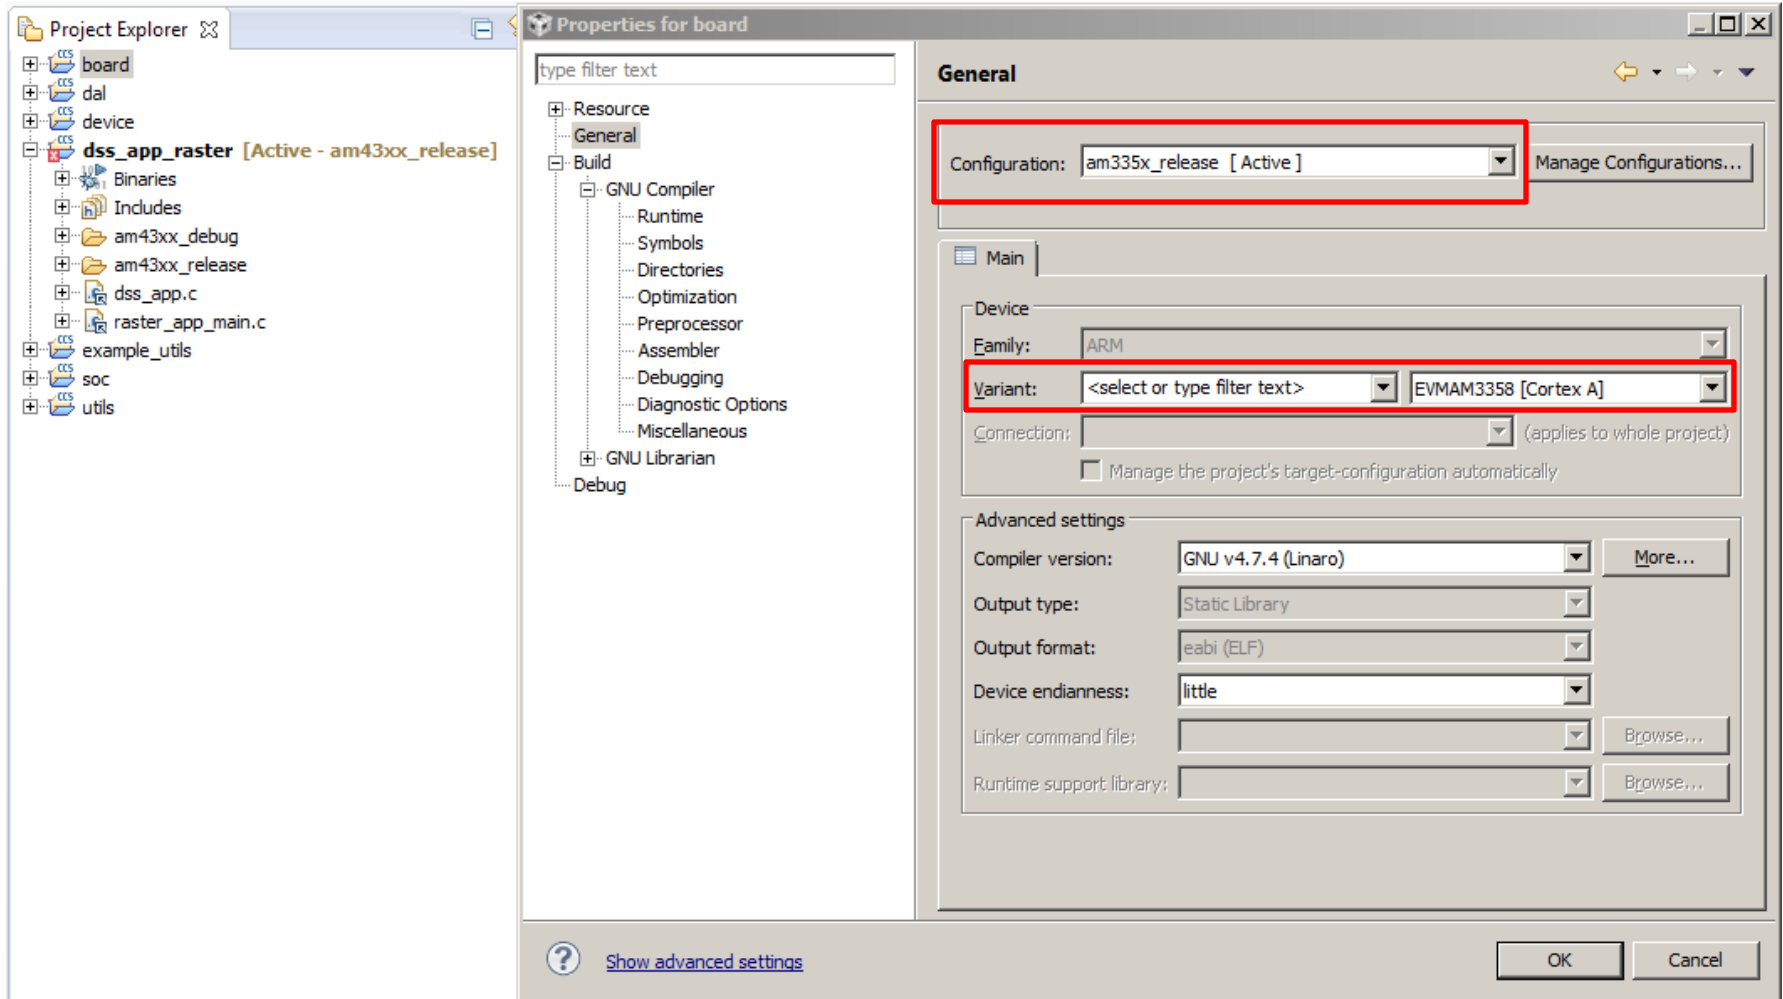 Project Explorer
board
dal
device
dss_app_raster [Active - am43xx_release]
Binaries
Includes
am43xx_debug
am43xx_release
dss_app.c
raster_app_main.c
example_utils
soc
utils
Properties for board
type filter text
Resource
General
Build
GNU Compiler
Runtime
Symbols
Directories
Optimization
Preprocessor
Assembler
Debugging
Diagnostic Options
Miscellaneous
GNU Librarian
Debug
General
Configuration: am335x_release [ Active ] Manage Configurations...
Main
Device
Family: ARM
Variant: <select or type filter text> EVMAM3358 [Cortex A]
Connection: (applies to whole project)
Manage the project's target-configuration automatically
Advanced settings
Compiler version: GNU v4.7.4 (Linaro) More...
Output type: Static Library
Output format: eabi (ELF)
Device endianness: little
Linker command file: Browse...
Runtime support library: Browse...
Show advanced settings
OK Cancel